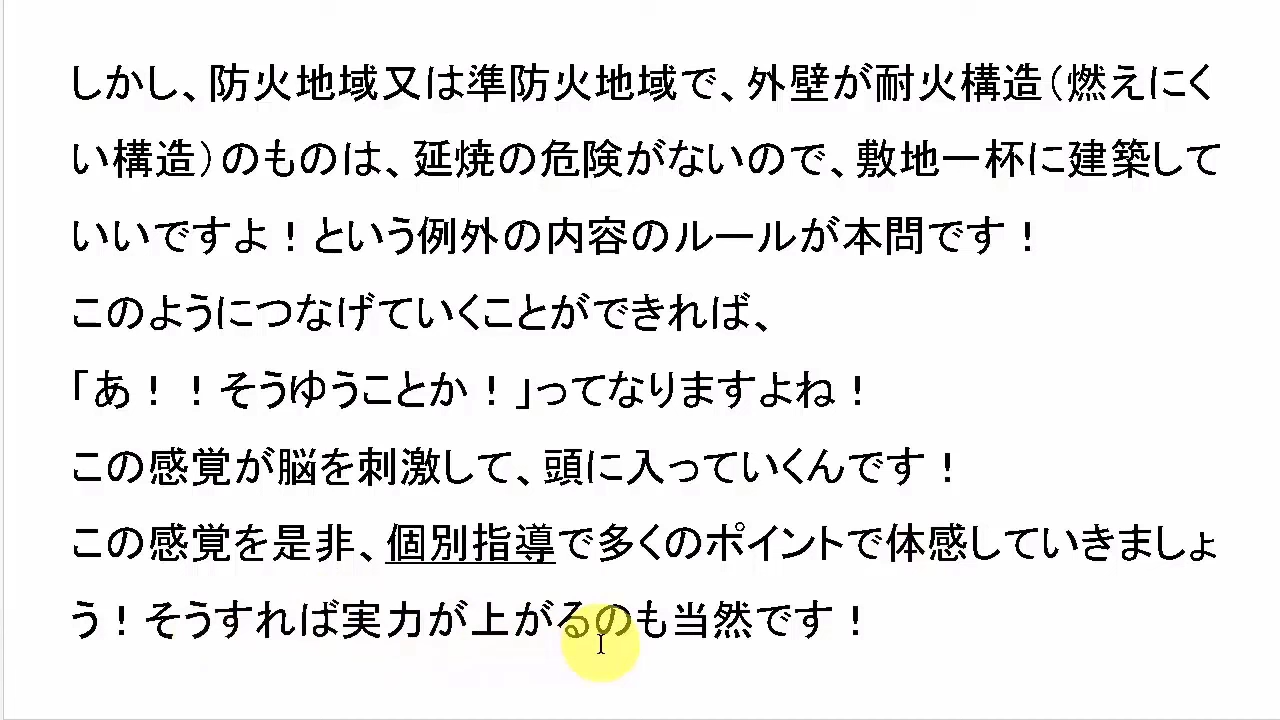 しかし、防火地域又は準防火地域で、外壁が耐火構造（燃えにく
い構造）のものは、延焼の危険がないので、敷地一杯に建築して
いいですよ！という例外の内容のルールが本問です！
このようにつなげていくことができれば、
「あ！！そうゆうことか！」ってなりますよね！
この感覚が脳を刺激して、頭に入っていくんです！
この感覚を是非、個別指導で多くのポイントで体感していきましょ
う！そうすれば実力が上がるのも当然です！